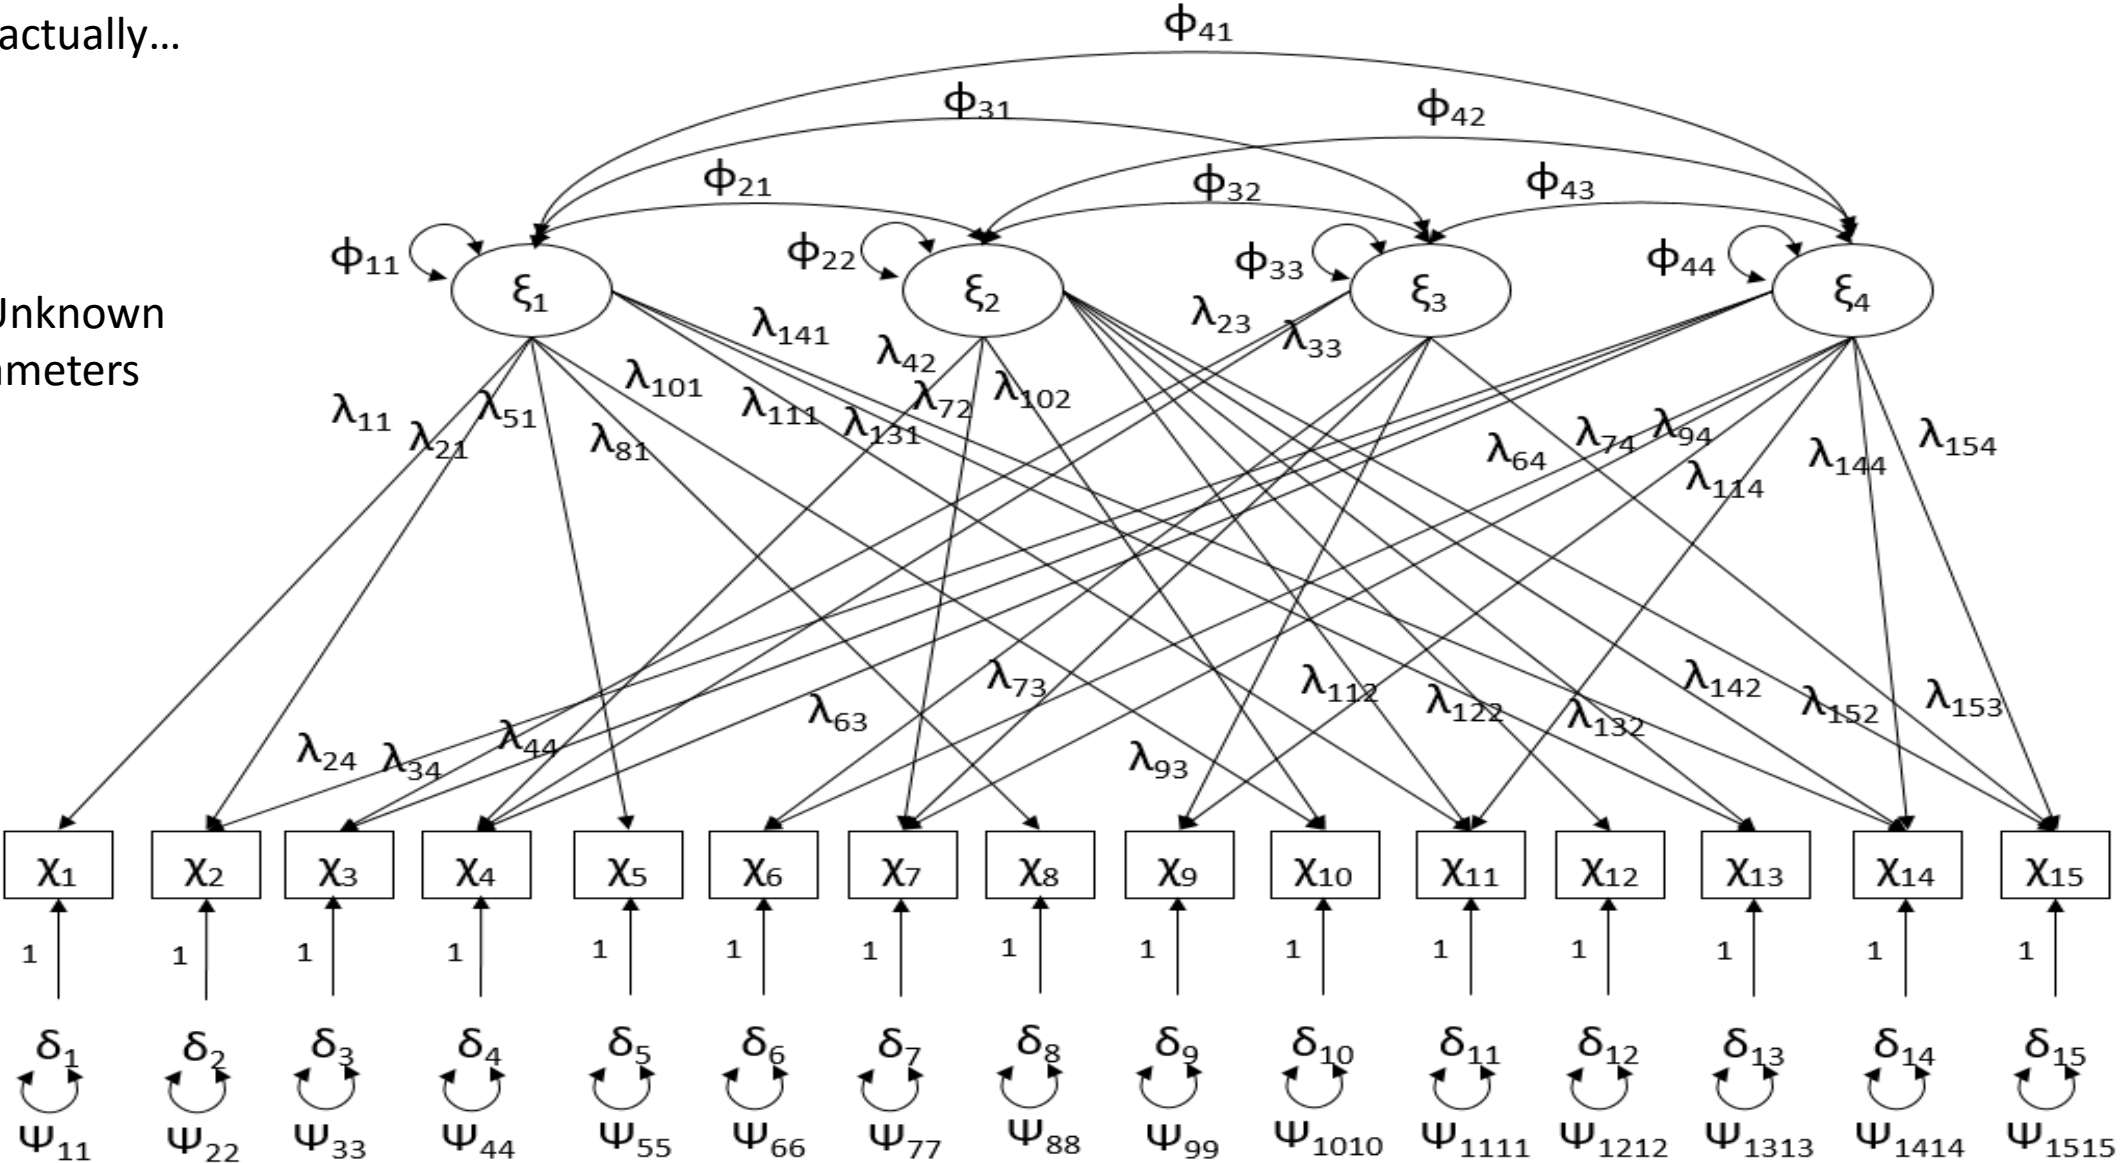 actually…
ϕ41
ϕ31
ϕ42
ϕ21
ϕ32
ϕ43
ϕ11
ϕ22
ϕ33
ϕ44
ξ1
ξ2
ξ3
ξ4
Unknown
ameters
λ141
λ42
λ23
λ33
λ11
λ21
λ51
λ81
λ101
λ111
λ131
λ72
λ102
λ64
λ74
λ94
λ114
λ144
λ154
λ24
λ34
λ44
λ63
λ73
λ93
λ112
λ122
λ132
λ142
λ152
λ153
χ1 χ2 χ3 χ4 χ5 χ6 χ7 χ8 χ9 χ10 χ11 χ12 χ13 χ14 χ15
1 1 1 1 1 1 1 1 1 1 1 1 1 1 1
δ1 δ2 δ3 δ4 δ5 δ6 δ7 δ8 δ9 δ10 δ11 δ12 δ13 δ14 δ15
Ψ11 Ψ22 Ψ33 Ψ44 Ψ55 Ψ66 Ψ77 Ψ88 Ψ99 Ψ1010 Ψ1111 Ψ1212 Ψ1313 Ψ1414 Ψ1515